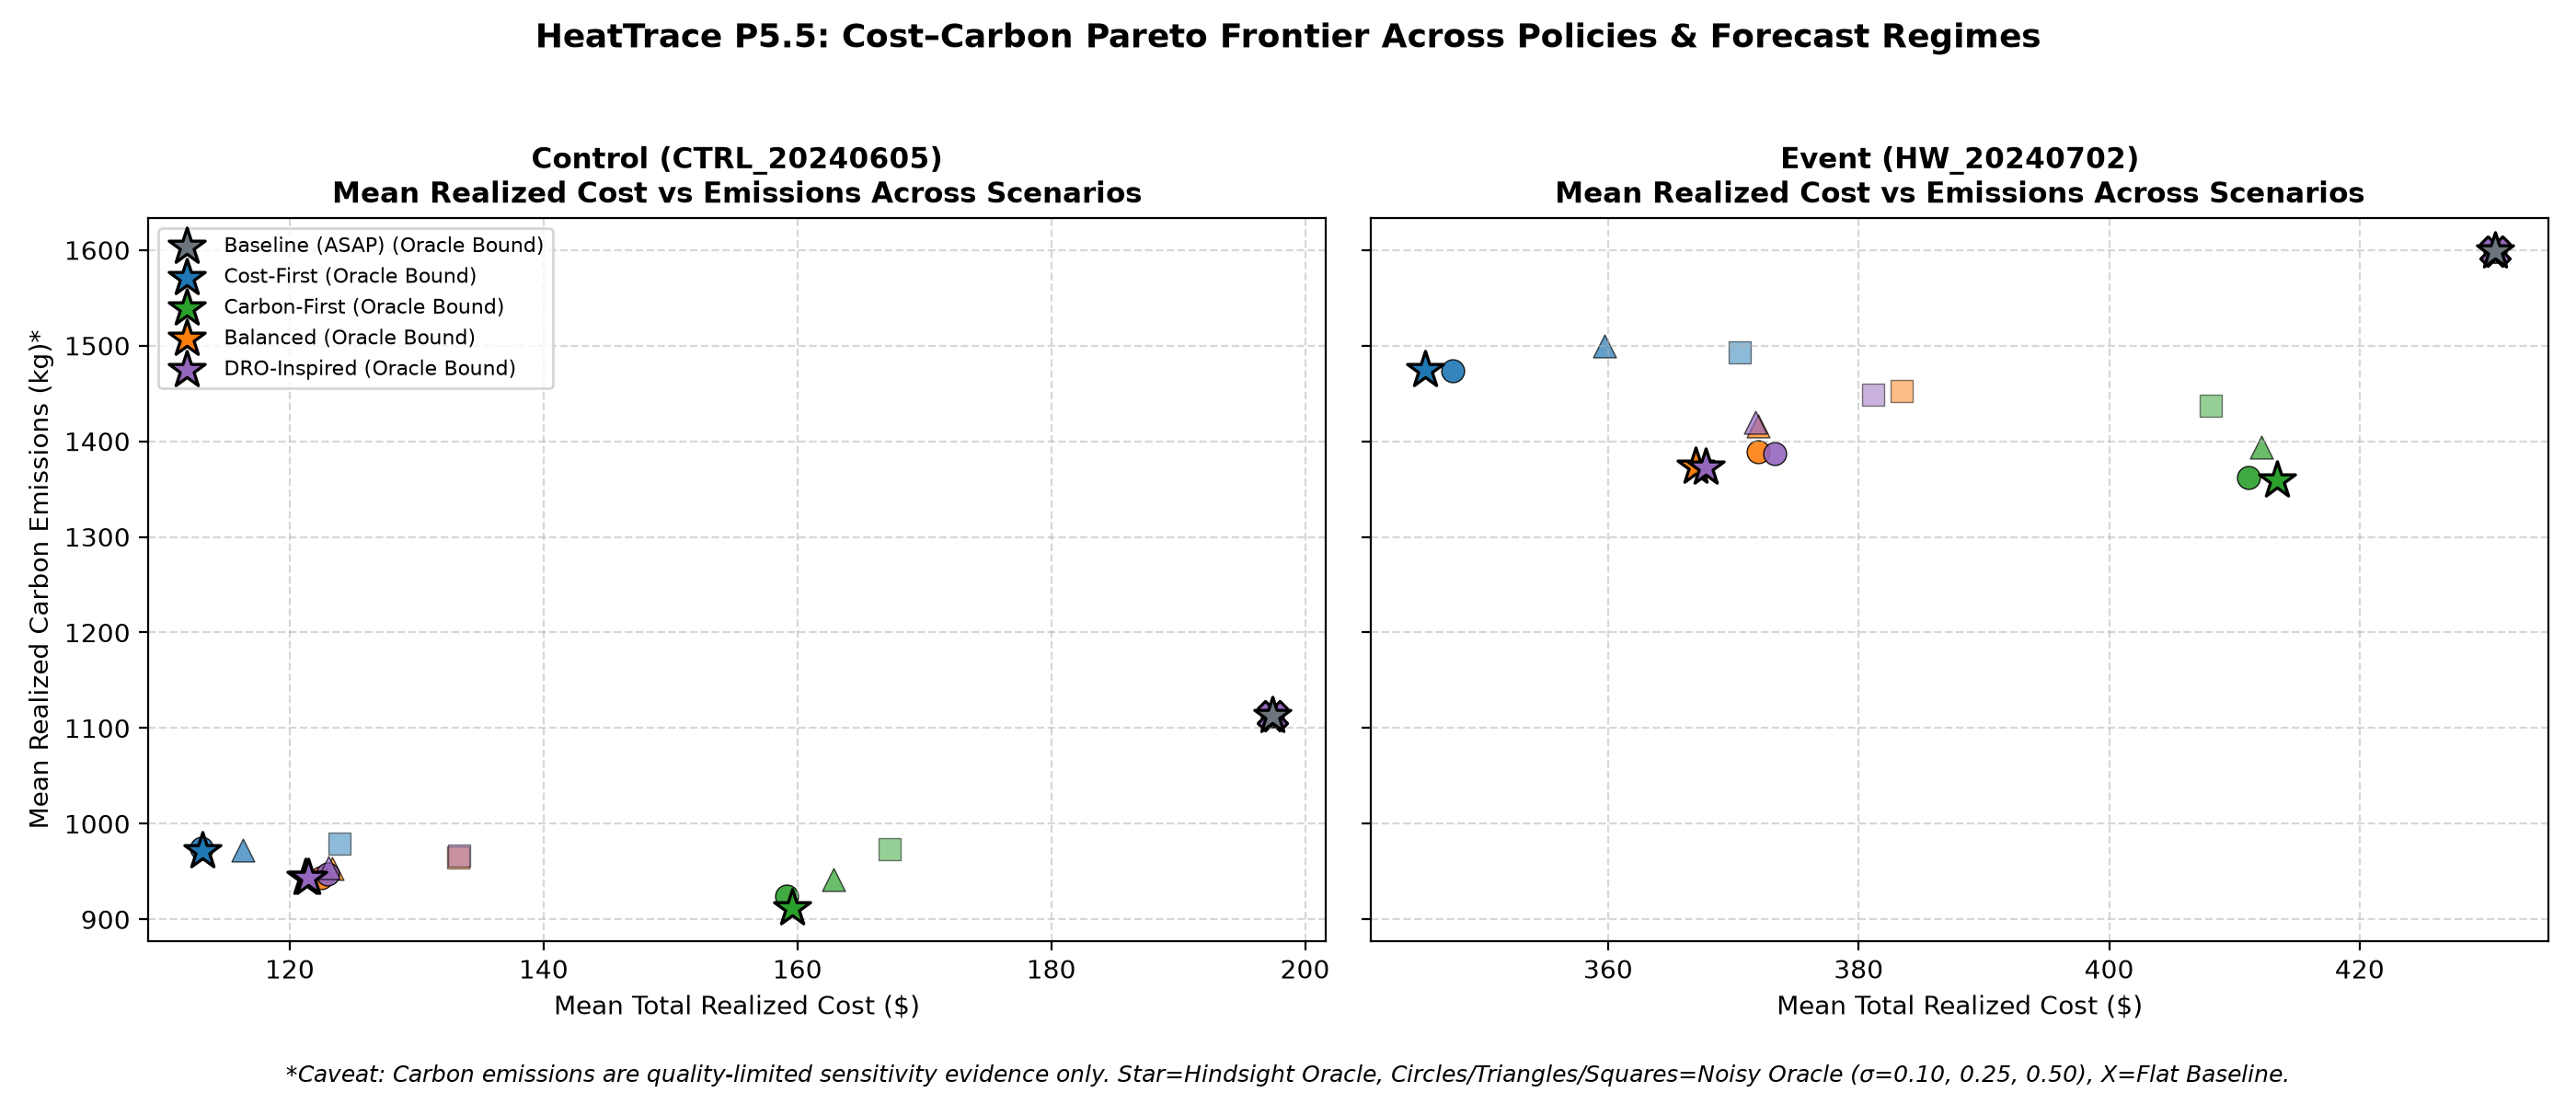 HeatTrace P5.5: Cost–Carbon Pareto Frontier Across Policies & Forecast Regimes
Control (CTRL_20240605)
Mean Realized Cost vs Emissions Across Scenarios
Baseline (ASAP) (Oracle Bound)
Cost-First (Oracle Bound)
Carbon-First (Oracle Bound)
Balanced (Oracle Bound)
DRO-Inspired (Oracle Bound)
Mean Realized Carbon Emissions (kg)*
1600
1500
1400
1300
1200
1100
1000
900
120 140 160 180 200
Mean Total Realized Cost ($)
Event (HW_20240702)
Mean Realized Cost vs Emissions Across Scenarios
360 380 400 420
Mean Total Realized Cost ($)
*Caveat: Carbon emissions are quality-limited sensitivity evidence only. Star=Hindsight Oracle, Circles/Triangles/Squares=Noisy Oracle (σ=0.10, 0.25, 0.50), X=Flat Baseline.